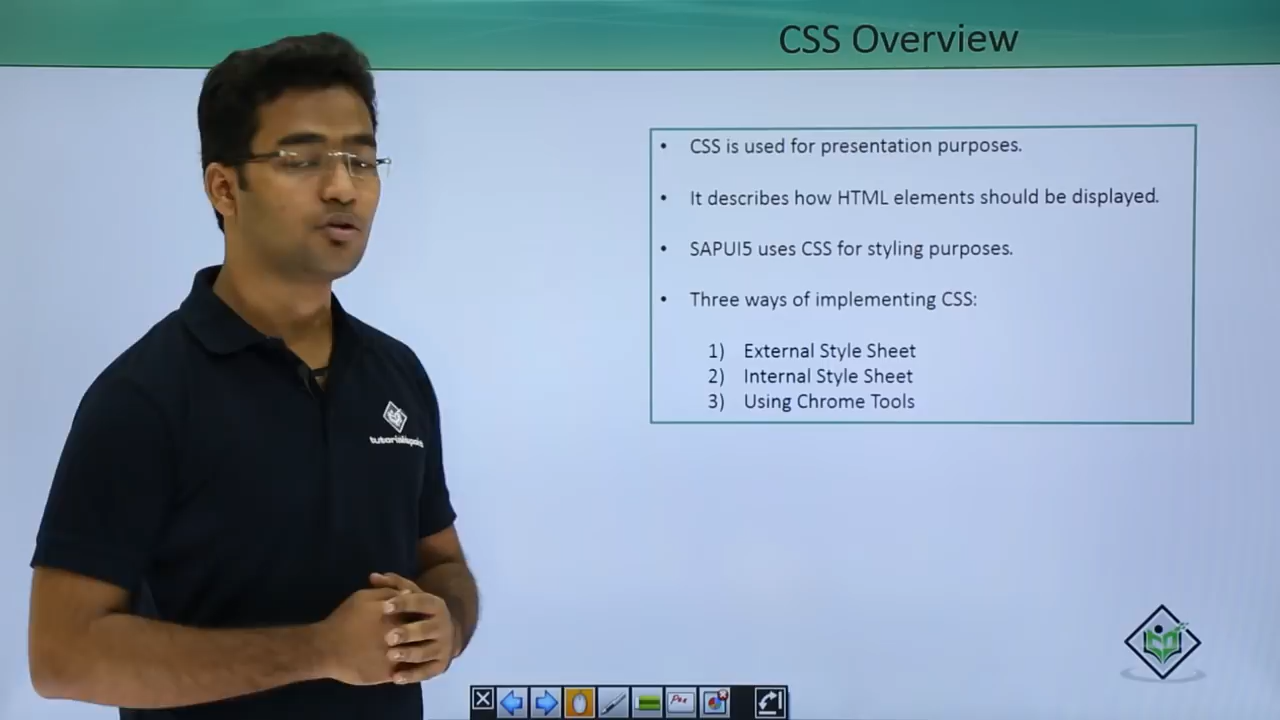 CSS Overview
• CSS is used for presentation purposes.
• It describes how HTML elements should be displayed.
• SAPUI5 uses CSS for styling purposes.
• Three ways of implementing CSS:
1) External Style Sheet
2) Internal Style Sheet
3) Using Chrome Tools
tutorialspoint